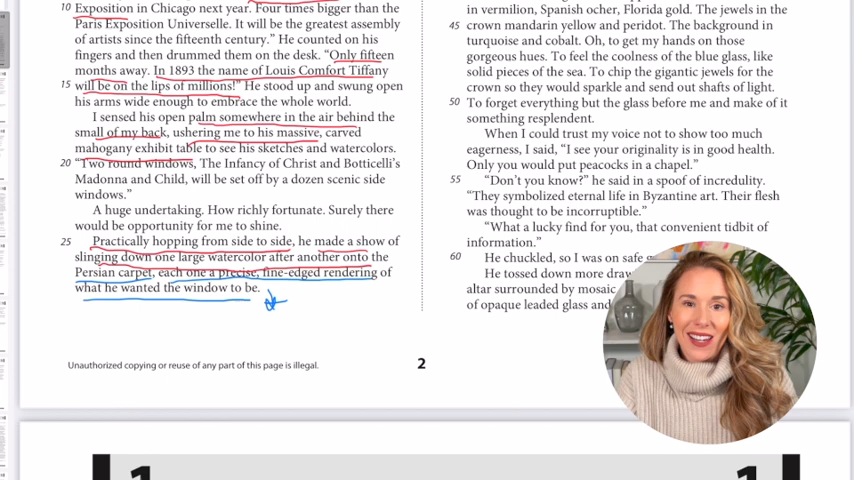 10 Exposition in Chicago next year. Four times bigger than the
Paris Exposition Universelle. It will be the greatest assembly
of artists since the fifteenth century." He counted on his
fingers and then drummed them on the desk. "Only fifteen
months away. In 1893 the name of Louis Comfort Tiffany
15 will be on the lips of millions!" He stood up and swung open
his arms wide enough to embrace the whole world.
I sensed his open palm somewhere in the air behind the
small of my back, ushering me to his massive, carved
mahogany exhibit table to see his sketches and watercolors.
20 "Two round windows, The Infancy of Christ and Botticelli's
Madonna and Child, will be set off by a dozen scenic side
windows."
A huge undertaking. How richly fortunate. Surely there
would be opportunity for me to shine.
25 Practically hopping from side to side, he made a show of
slinging down one large watercolor after another onto the
Persian carpet, each one a precise, fine-edged rendering of
what he wanted the window to be.
in vermilion, Spanish ocher, Florida gold. The jewels in the
45 crown nandarin yellow and peridot. The background in
turquoise and cobalt. Oh, to get my hands on those
gorgeous hues. To feel the coolness of the blue glass, like
solid pieces of the sea. To chip the gigantic jewels for the
crown so they would sparkle and send out shafts of light.
50 To forget everything but the glass before me and make of it
something resplendent.
When I could trust my voice not to show too much
eagerness, I said, "I see your originality is in good health.
Only you would put peacocks in a chapel."
55 "Don't you know?" he said in a spoof of incredulity.
"They symbolized eternal life in Byzantine art. Their flesh
was thought to be incorruptible."
"What a lucky find for you, that convenient tidbit of
information."
60 He chuckled, so I was on safe
He tossed down more
altar surrounded by mosaic
of opaque leaded glass and
Unauthorized copying or reuse of any part of this page is illegal.
2
1 1